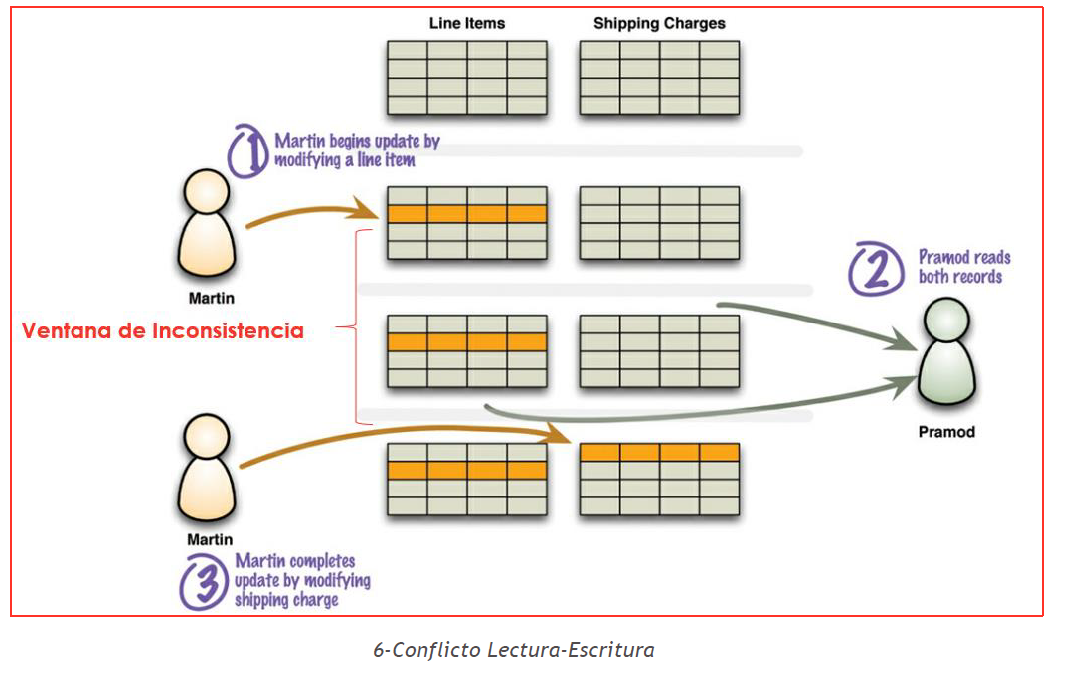 Line Items
Shipping Charges
1
Martin begins update by
modifying a line item
Martin
2
Pramod reads
both records
Ventana de Inconsistencia
Pramod
Martin
3
Martin completes
update by modifying
shipping charge
6-Conflicto Lectura-Escritura